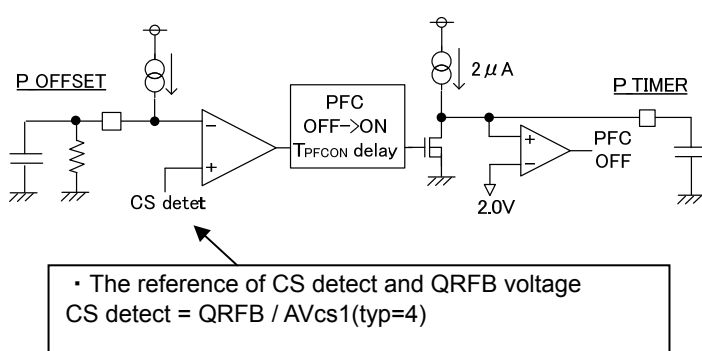 P OFFSET
2μA
P TIMER
PFC
OFF->ON
TPFCON delay
PFC
OFF
CS detet
2.0V
・The reference of CS detect and QRFB voltage
CS detect = QRFB / AVcs1(typ=4)